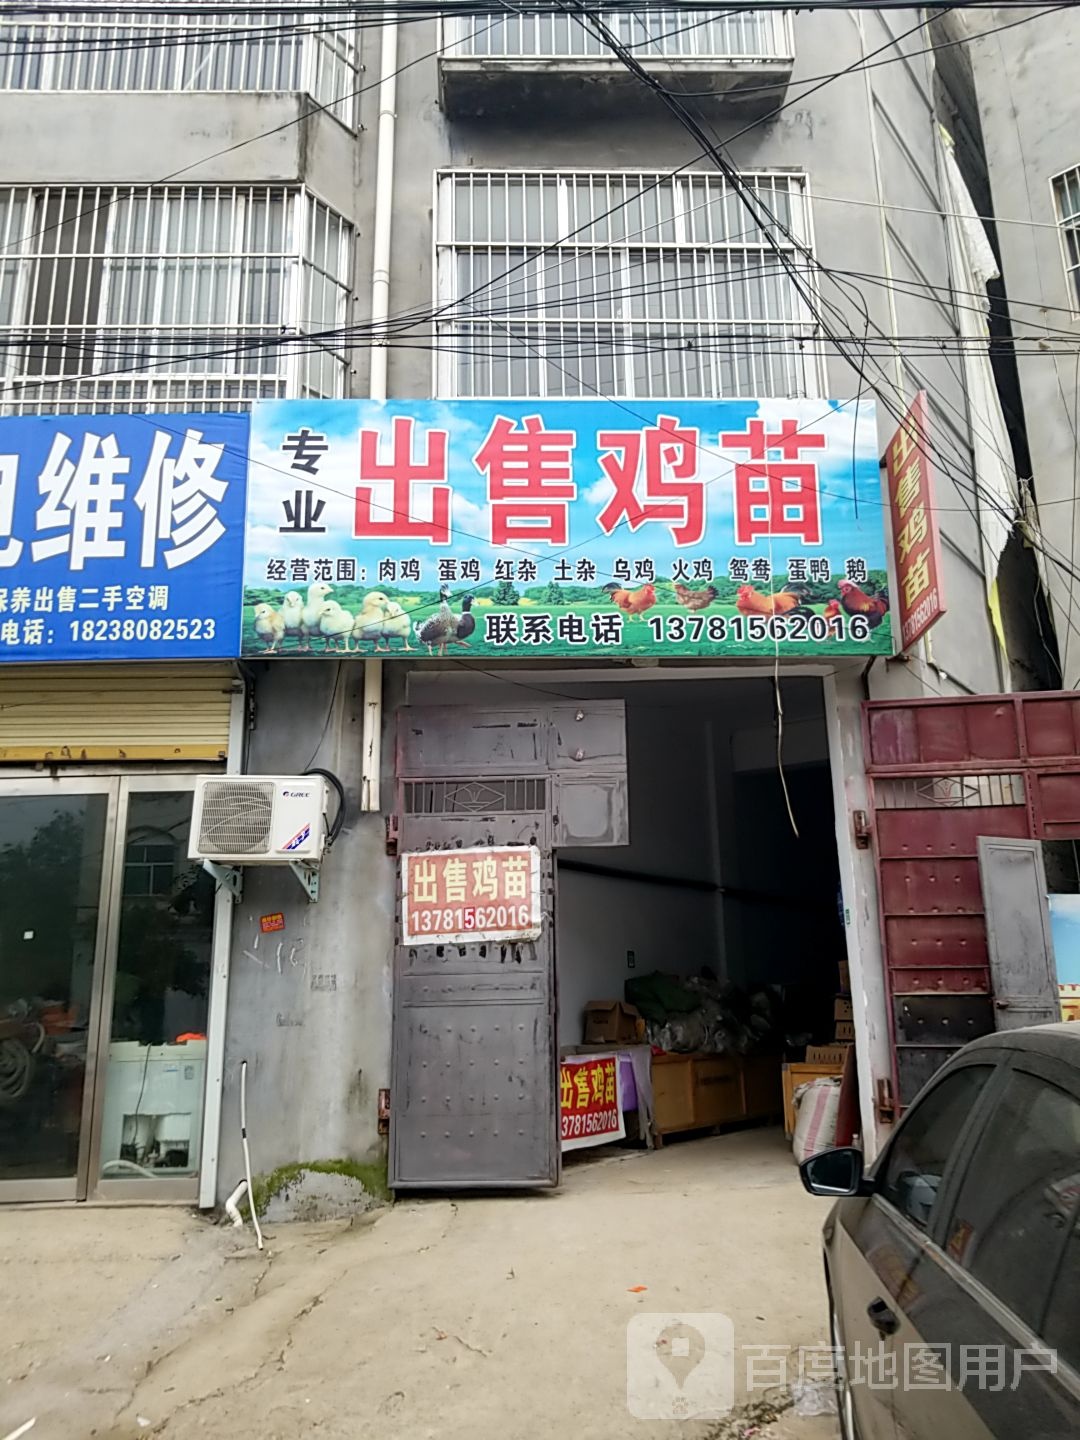 维修
保养出售二手空调
电话：18238080523
专业
出售鸡苗
经营范围：肉鸡 蛋鸡 红杂 土杂 乌鸡 火鸡 鸳鸯 蛋鸭 鹅
联系电话 13781562016
出售鸡苗
13781562016
GREE
出售鸡苗
13781562016
出售鸡苗
3781562016
百度地图用户